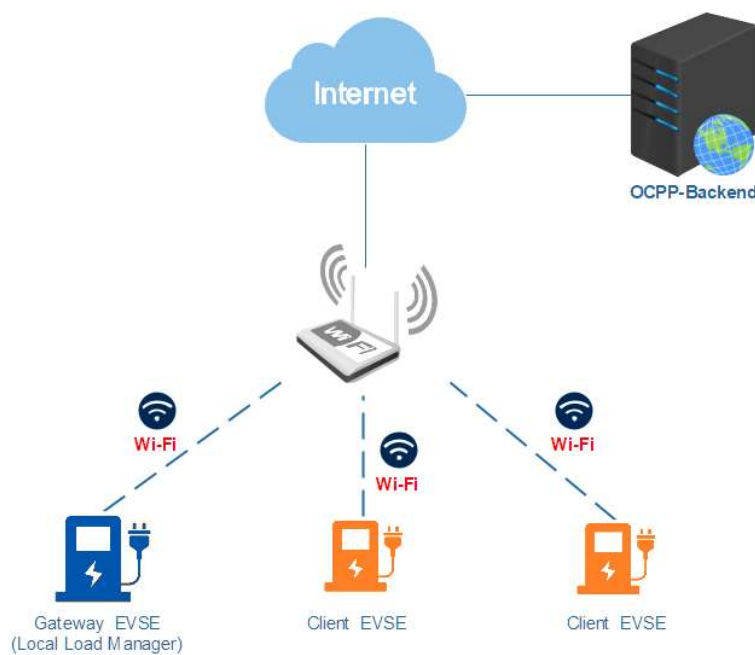 Internet
OCPP-Backend
Wi Fi
Wi-Fi
Wi-Fi
Wi-Fi
Gateway EVSE
(Local Load Manager)
Client EVSE
Client EVSE